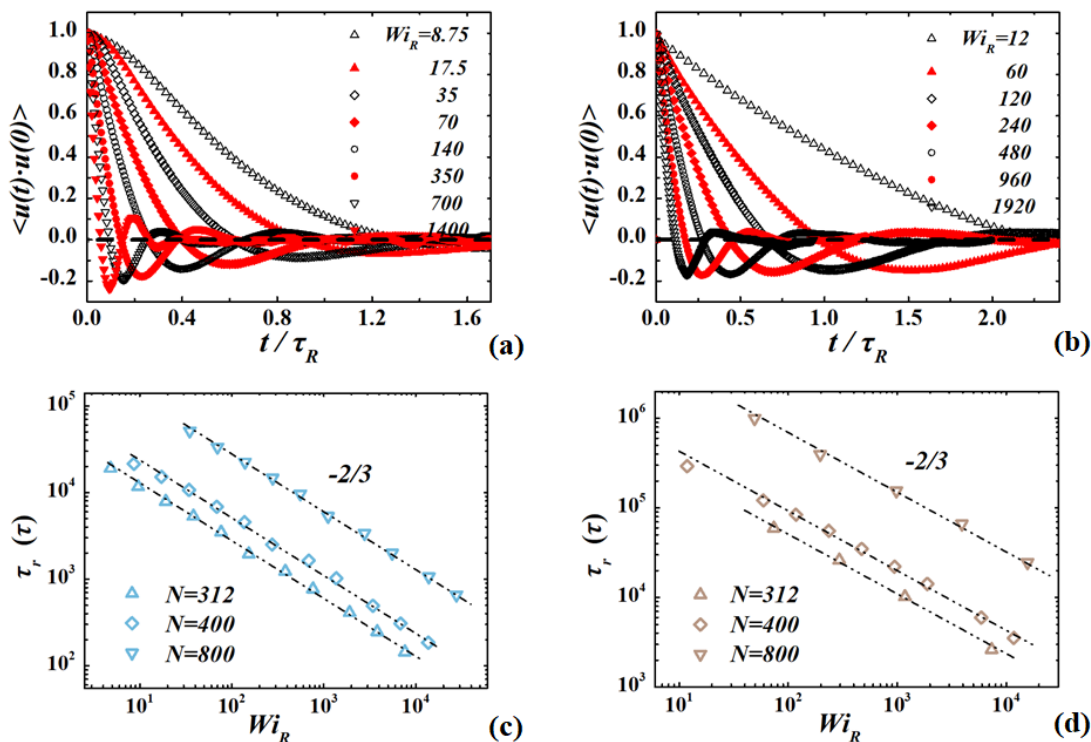 <u(t)·u(0)>
1.0
0.8
0.6
0.4
0.2
0.0
-0.2
Wi_R=8.75
17.5
35
70
140
350
700
1400
0.0 0.4 0.8 1.2 1.6
t / τ_R
(a)
<u(t)·u(0)>
1.0
0.8
0.6
0.4
0.2
0.0
-0.2
Wi_R=12
60
120
240
480
960
1920
0.0 0.5 1.0 1.5 2.0
t / τ_R
(b)
τ_r (τ)
10^5
10^4
10^3
10^2
-2/3
N=312
N=400
N=800
10^1 10^2 10^3 10^4
Wi_R
(c)
τ_r (τ)
10^6
10^5
10^4
10^3
-2/3
N=312
N=400
N=800
10^1 10^2 10^3 10^4
Wi_R
(d)